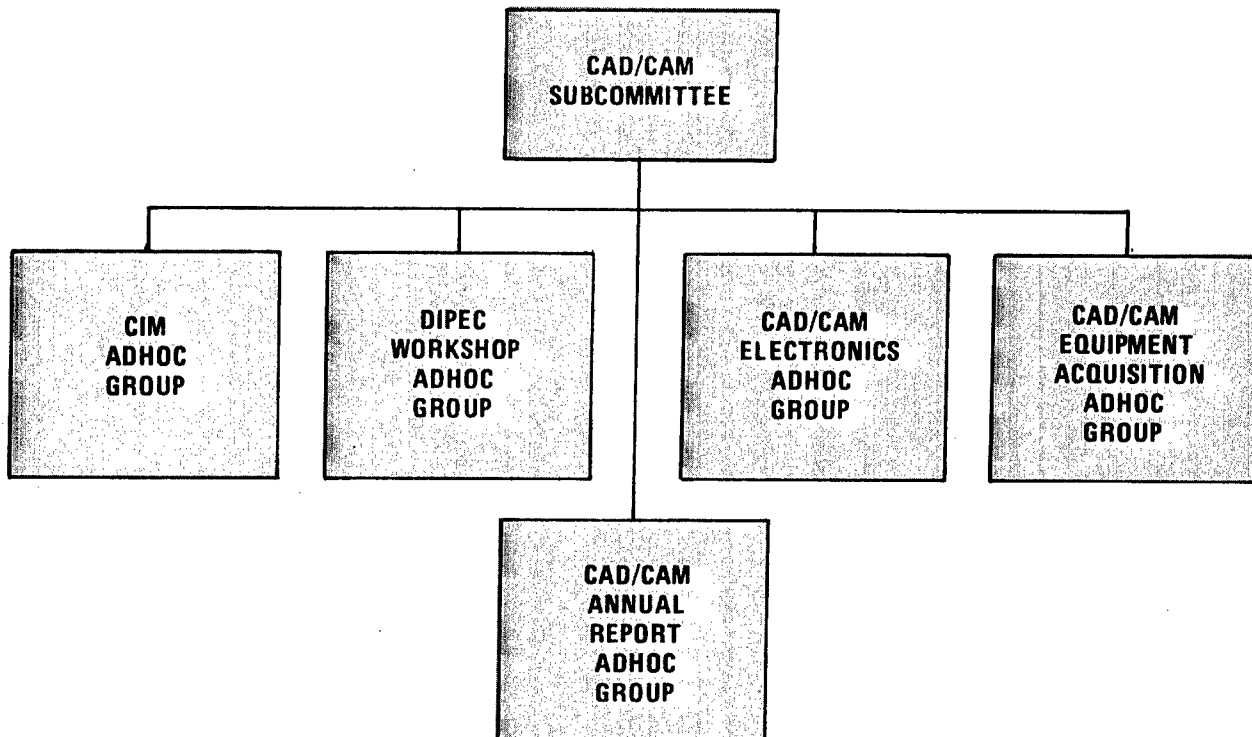 CAD/CAM
SUBCOMMITTEE
CIM
ADHOC
GROUP
DIPEC
WORKSHOP
ADHOC
GROUP
CAD/CAM
ELECTRONICS
ADHOC
GROUP
CAD/CAM
EQUIPMENT
ACQUISITION
ADHOC
GROUP
CAD/CAM
ANNUAL
REPORT
ADHOC
GROUP